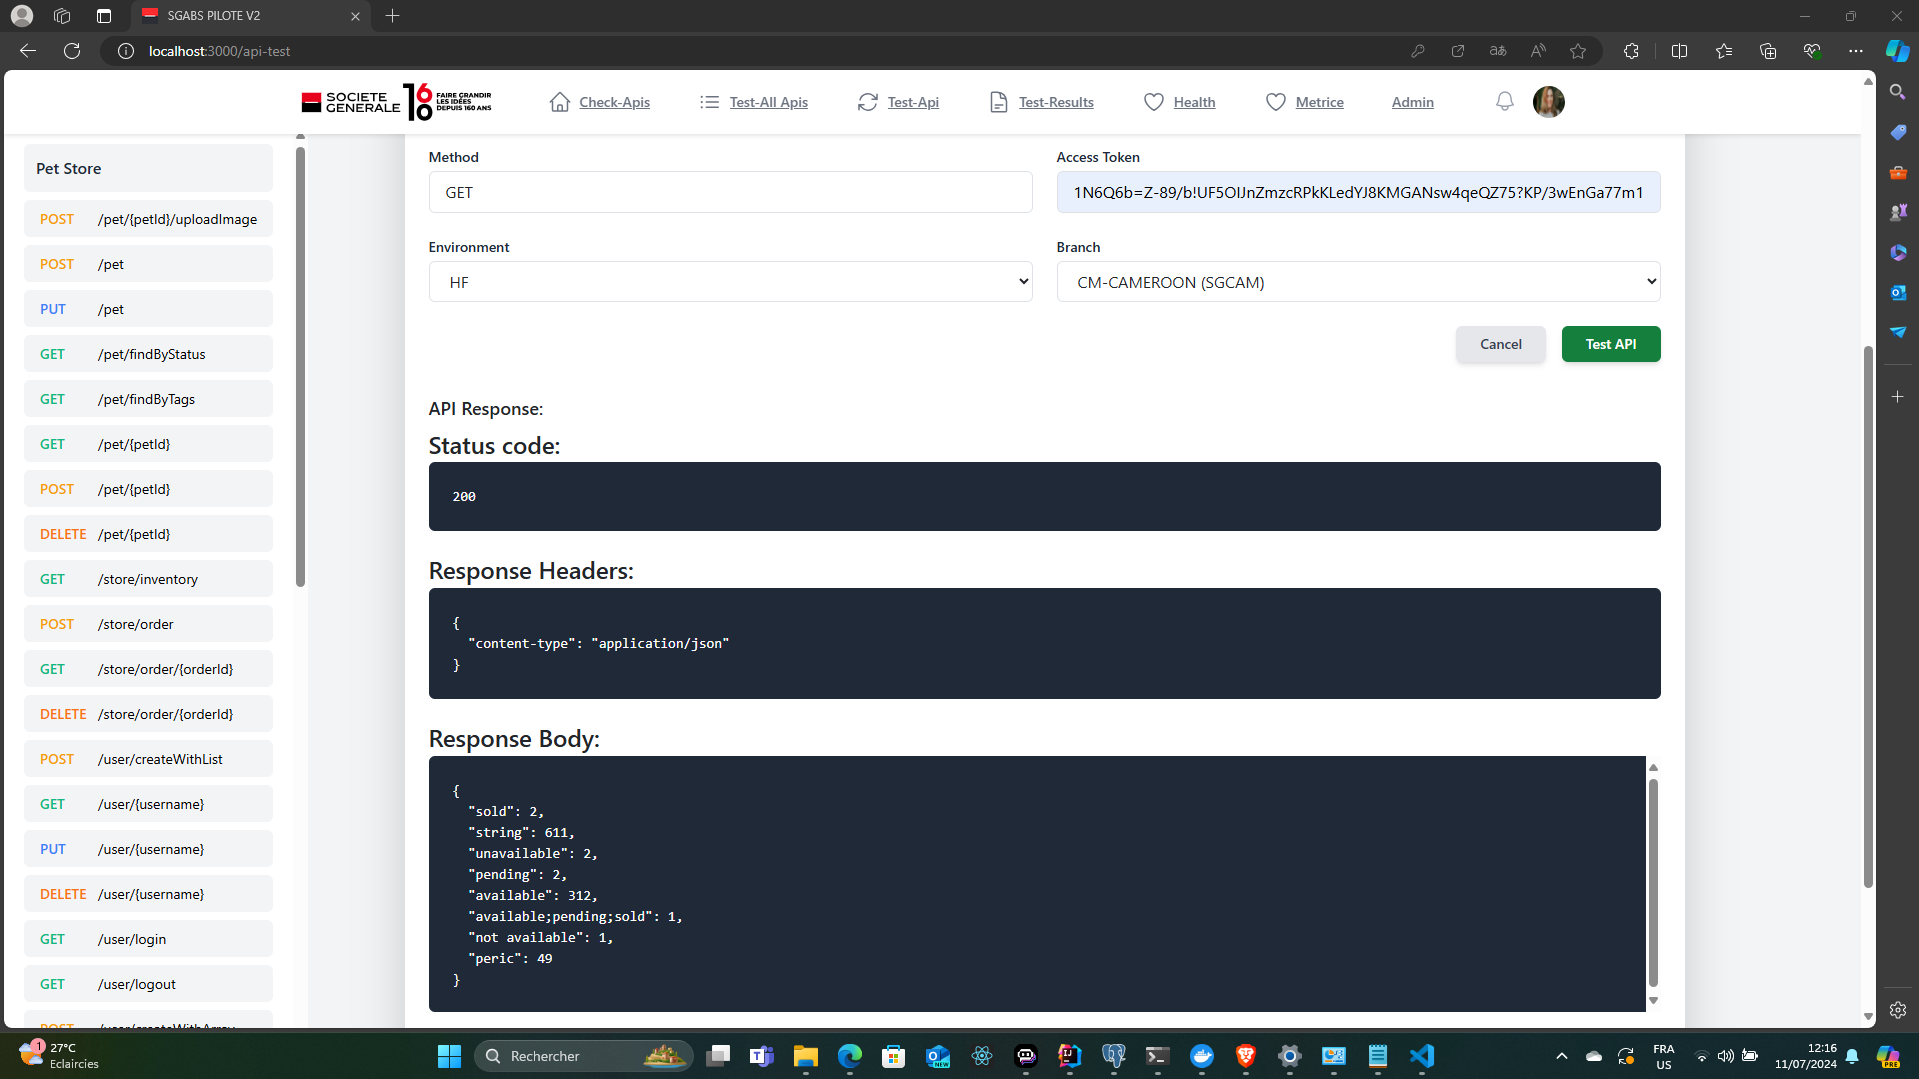 SGABS PILOTE V2
localhost:3000/api-test
SOCIETE GENERALE
160
FAIRE GRANDIR
LES IDÉES
DEPUIS 160 ANS
Check-Apis
Test-All Apis
Test-Api
Test-Results
Health
Metrice
Admin
Pet Store
POST /pet/{petId}/uploadImage
POST /pet
PUT /pet
GET /pet/findByStatus
GET /pet/findByTags
GET /pet/{petId}
POST /pet/{petId}
DELETE /pet/{petId}
GET /store/inventory
POST /store/order
GET /store/order/{orderId}
DELETE /store/order/{orderId}
POST /user/createWithList
GET /user/{username}
PUT /user/{username}
DELETE /user/{username}
GET /user/login
GET /user/logout
POST /user/createWithArray
Method
GET
Access Token
1N6Q6b=Z-89/b!UF5OIJnZmzcRPkKLedYJ8KMGANsw4qeQZ75?KP/3wEnGa77m1
Environment
HF
Branch
CM-CAMEROON (SGCAM)
Cancel
Test API
API Response:
Status code:
200
Response Headers:
{
"content-type": "application/json"
}
Response Body:
{
"sold": 2,
"string": 611,
"unavailable": 2,
"pending": 2,
"available": 312,
"available;pending;sold": 1,
"not available": 1,
"peric": 49
}
1
27°C
Eclaircies
Rechercher
NEW
FRA
US
12:16
11/07/2024
PRE